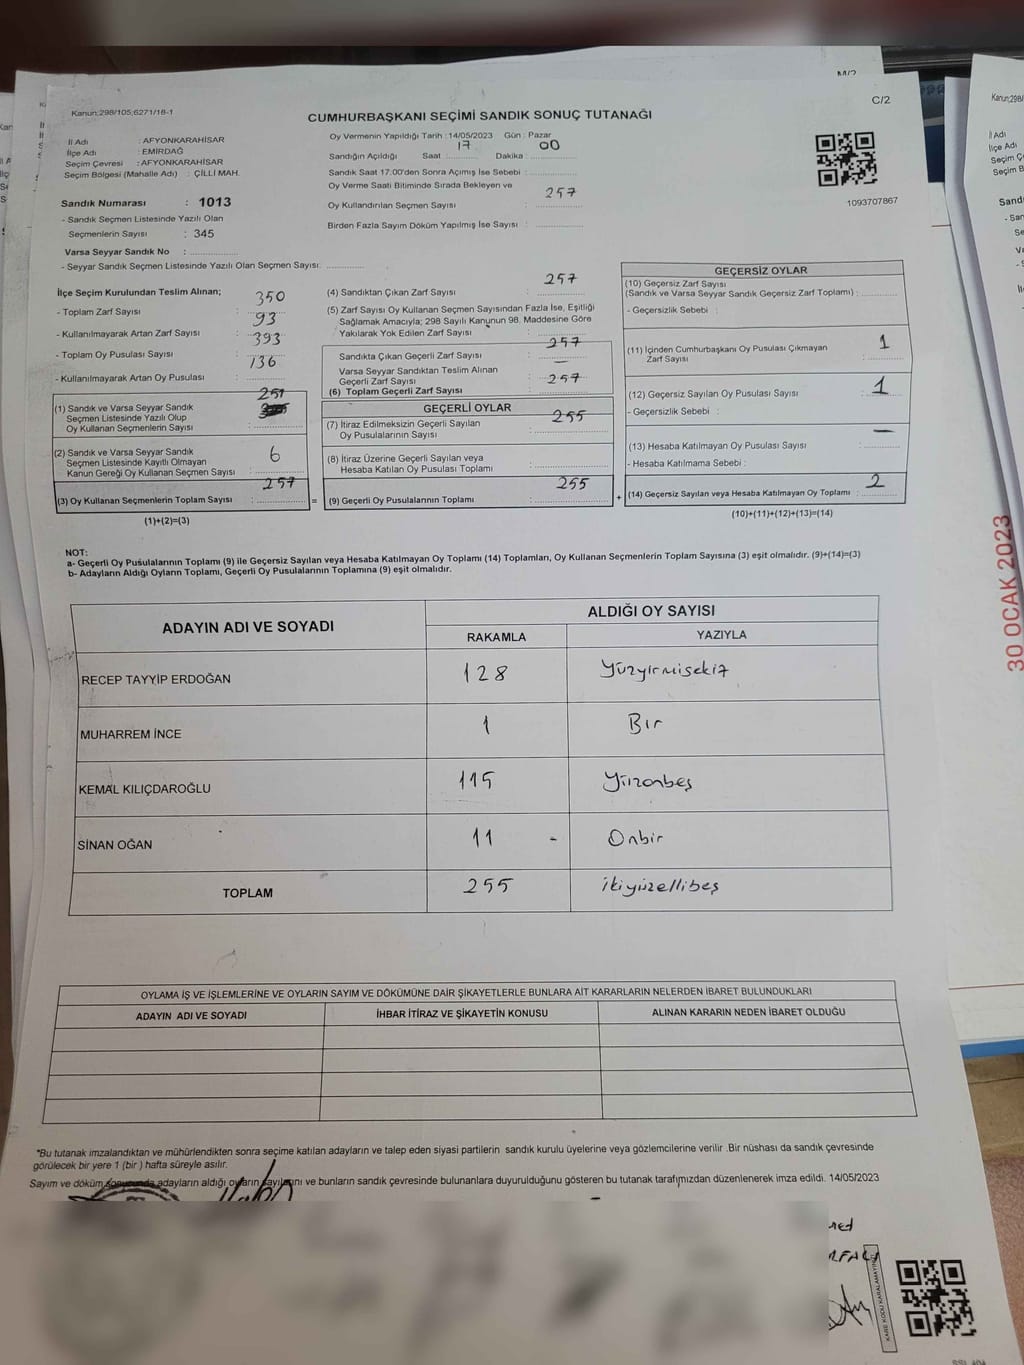 M/2
C/2
Kanun:298/105;6271/18-1
CUMHURBAŞKANI SEÇİMİ SANDIK SONUÇ TUTANAĞI
İl Adı : AFYONKARAHİSAR
İlçe Adı : EMİRDAĞ
Seçim Çevresi : AFYONKARAHİSAR
Seçim Bölgesi (Mahalle Adı) : ÇİLLİ MAH.
Sandık Numarası : 1013
- Sandık Seçmen Listesinde Yazılı Olan
Seçmenlerin Sayısı : 345
Varsa Seyyar Sandık No :
- Seyyar Sandık Seçmen Listesinde Yazılı Olan Seçmen Sayısı:
Oy Vermenin Yapıldığı Tarih : 14/05/2023 Gün : Pazar
Sandığın Açıldığı Saat 17 Dakika 00
Sandık Saat 17.00'den Sonra Açımış İse Sebebi :
Oy Verme Saati Bitiminde Sırada Bekleyen ve
Oy Kullandırılan Seçmen Sayısı : 257
Birden Fazla Sayım Döküm Yapılmış İse Sayısı :
1093707867
İlçe Seçim Kurulundan Teslim Alınan;
- Toplam Zarf Sayısı : 350
- Kullanılmayarak Artan Zarf Sayısı : 93
- Toplam Oy Pusulası Sayısı : 393
- Kullanılmayarak Artan Oy Pusulası : 136
(1) Sandık ve Varsa Seyyar Sandık
Seçmen Listesinde Yazılı Olup
Oy Kullanan Seçmenlerin Sayısı : 251
(2) Sandık ve Varsa Seyyar Sandık
Seçmen Listesinde Kayıtlı Olmayan
Kanun Gereği Oy Kullanan Seçmen Sayısı : 6
(3) Oy Kullanan Seçmenlerin Toplam Sayısı : 257
(1)+(2)=(3)
(4) Sandıktan Çıkan Zarf Sayısı : 257
(5) Zarf Sayısı Oy Kullanan Seçmen Sayısından Fazla İse, Eşitliği
Sağlamak Amacıyla; 298 Sayılı Kanunun 98. Maddesine Göre
Yakılarak Yok Edilen Zarf Sayısı :
Sandıkta Çıkan Geçerli Zarf Sayısı : 257
Varsa Seyyar Sandıktan Teslim Alınan
Geçerli Zarf Sayısı : —
(6) Toplam Geçerli Zarf Sayısı : 257
GEÇERLİ OYLAR
(7) İtiraz Edilmeksizin Geçerli Sayılan
Oy Pusulalarının Sayısı : 255
(8) İtiraz Üzerine Geçerli Sayılan veya
Hesaba Katılan Oy Pusulası Toplamı :
= (9) Geçerli Oy Pusulalarının Toplamı : 255
GEÇERSİZ OYLAR
(10) Geçersiz Zarf Sayısı
(Sandık ve Varsa Seyyar Sandık Geçersiz Zarf Toplamı) :
- Geçersizlik Sebebi :
(11) İçinden Cumhurbaşkanı Oy Pusulası Çıkmayan
Zarf Sayısı : 1
(12) Geçersiz Sayılan Oy Pusulası Sayısı : 1
- Geçersizlik Sebebi :
(13) Hesaba Katılmayan Oy Pusulası Sayısı : —
- Hesaba Katılmama Sebebi :
+ (14) Geçersiz Sayılan veya Hesaba Katılmayan Oy Toplamı : 2
(10)+(11)+(12)+(13)=(14)
NOT:
a- Geçerli Oy Pusulalarının Toplamı (9) ile Geçersiz Sayılan veya Hesaba Katılmayan Oy Toplamı (14) Toplamları, Oy Kullanan Seçmenlerin Toplam Sayısına (3) eşit olmalıdır. (9)+(14)=(3)
b- Adayların Aldığı Oyların Toplamı, Geçerli Oy Pusulalarının Toplamına (9) eşit olmalıdır.
ADAYIN ADI VE SOYADI ALDIĞI OY SAYISI
RAKAMLA YAZIYLA
RECEP TAYYİP ERDOĞAN 128 Yüzyirmisekiz
MUHARREM İNCE 1 Bir
KEMAL KILIÇDAROĞLU 115 Yüzonbeş
SİNAN OĞAN 11 - Onbir
TOPLAM 255 ikiyüzellibeş
OYLAMA İŞ VE İŞLEMLERİNE VE OYLARIN SAYIM VE DÖKÜMÜNE DAİR ŞİKAYETLERLE BUNLARA AİT KARARLARIN NELERDEN İBARET BULUNDUKLARI
ADAYIN ADI VE SOYADI İHBAR İTİRAZ VE ŞİKAYETİN KONUSU ALINAN KARARIN NEDEN İBARET OLDUĞU
*Bu tutanak imzalandıktan ve mühürlendikten sonra seçime katılan adayların ve talep eden siyasi partilerin sandık kurulu üyelerine veya gözlemcilerine verilir. Bir nüshası da sandık çevresinde
görülecek bir yere 1 (bir) hafta süreyle asılır.
Sayım ve döküm sonucunda adayların aldığı oyların sayılarını ve bunların sandık çevresinde bulunanlara duyurulduğunu gösteren bu tutanak tarafımızdan düzenlenerek imza edildi. 14/05/2023
KARE KODU KARALAMAYINIZ
30 OCAK 2023
Kanun:298/
İl Adı
İlçe Adı
Seçim Ç
Seçim B
Sand
- San
Se